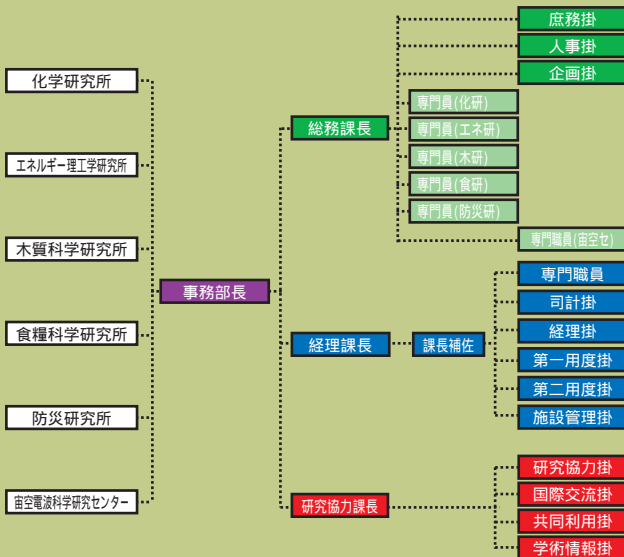 化学研究所
エネルギー理工学研究所
木質科学研究所
食糧科学研究所
防災研究所
宙空電波科学研究センター
事務部長
総務課長
庶務掛
人事掛
企画掛
専門員(化研)
専門員(エネ研)
専門員(木研)
専門員(食研)
専門員(防災研)
専門職員(宙空セ)
経理課長
課長補佐
専門職員
司計掛
経理掛
第一用度掛
第二用度掛
施設管理掛
研究協力課長
研究協力掛
国際交流掛
共同利用掛
学術情報掛